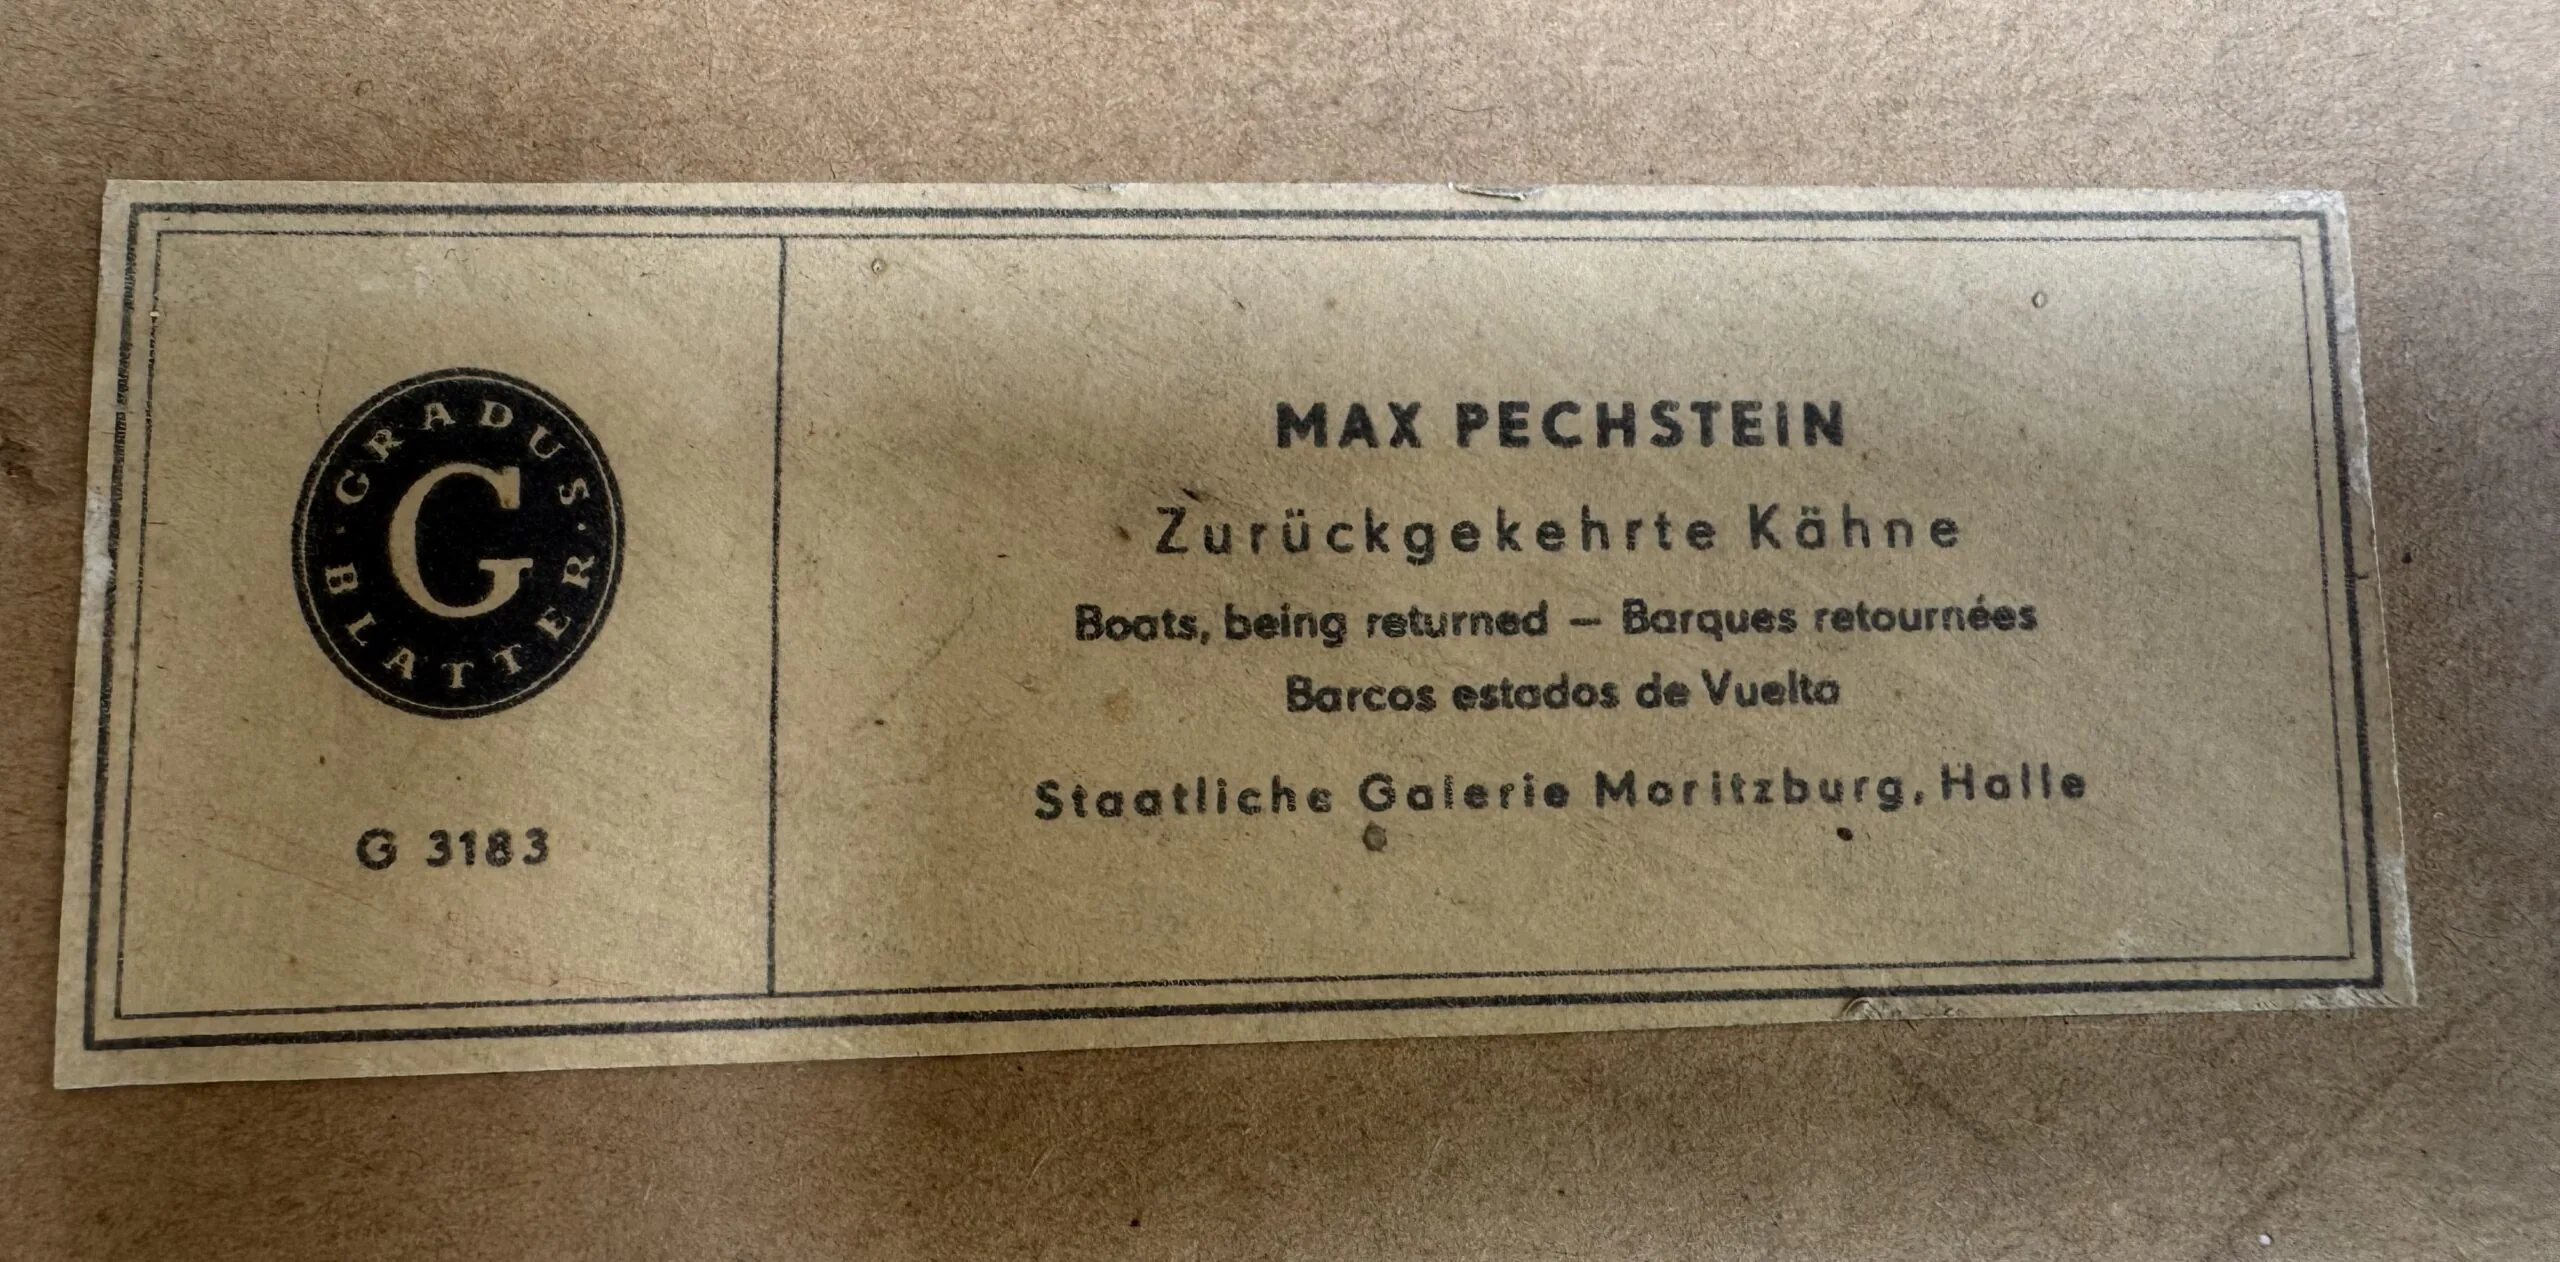 · GRADUS ·
BLATTER
G
G 3183
MAX PECHSTEIN
Zurückgekehrte Kähne
Boats, being returned – Barques retournées
Barcos estados de Vuelta
Staatliche Galerie Moritzburg, Halle